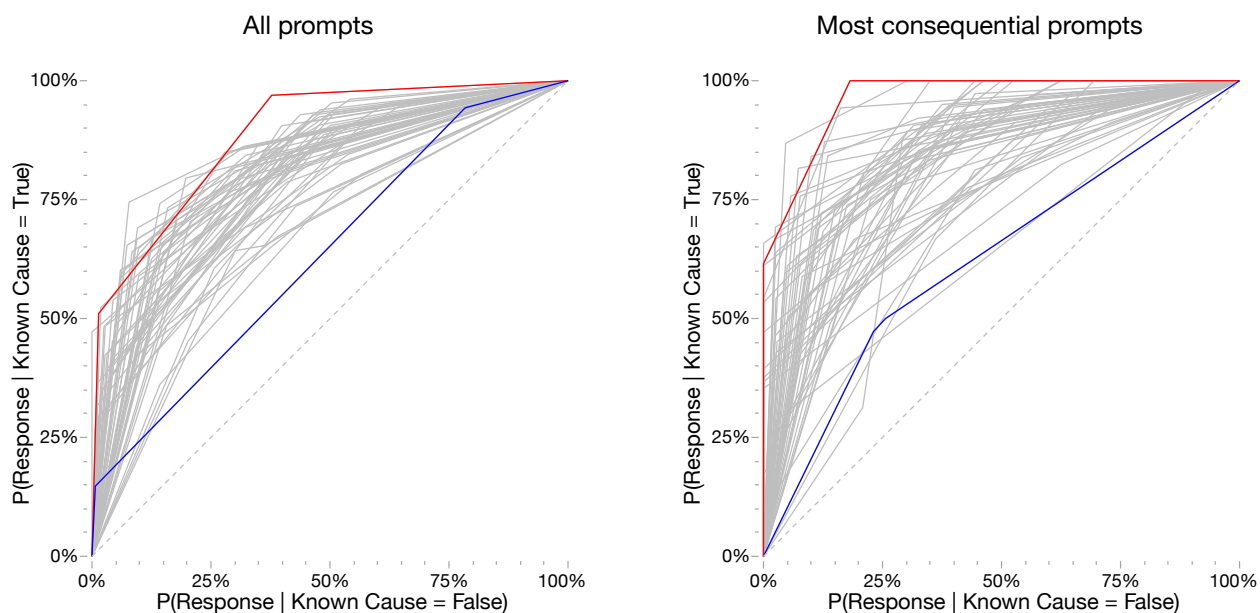 All prompts
100%
75%
50%
25%
0%
0% 25% 50% 75% 100%
P(Response | Known Cause = True)
P(Response | Known Cause = False)
Most consequential prompts
100%
75%
50%
25%
0%
0% 25% 50% 75% 100%
P(Response | Known Cause = True)
P(Response | Known Cause = False)